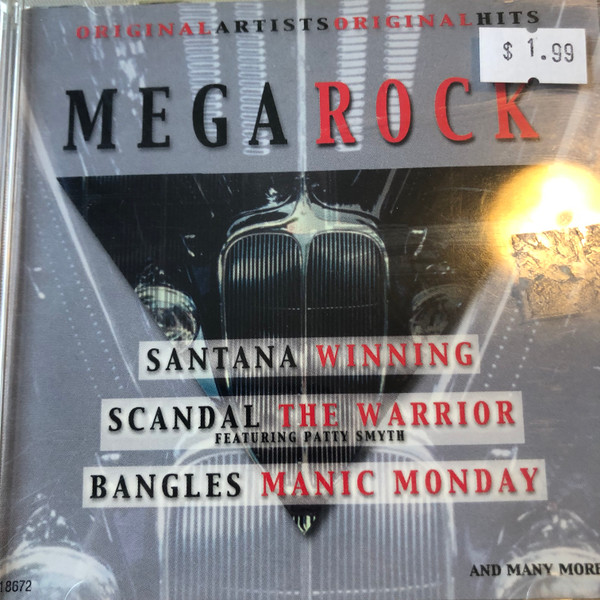 ORIGINALARTISTSORIGINALHITS
$ 1.99
MEGAROCK
SANTANA WINNING
SCANDAL THE WARRIOR
FEATURING PATTY SMYTH
BANGLES MANIC MONDAY
AND MANY MORE
18672